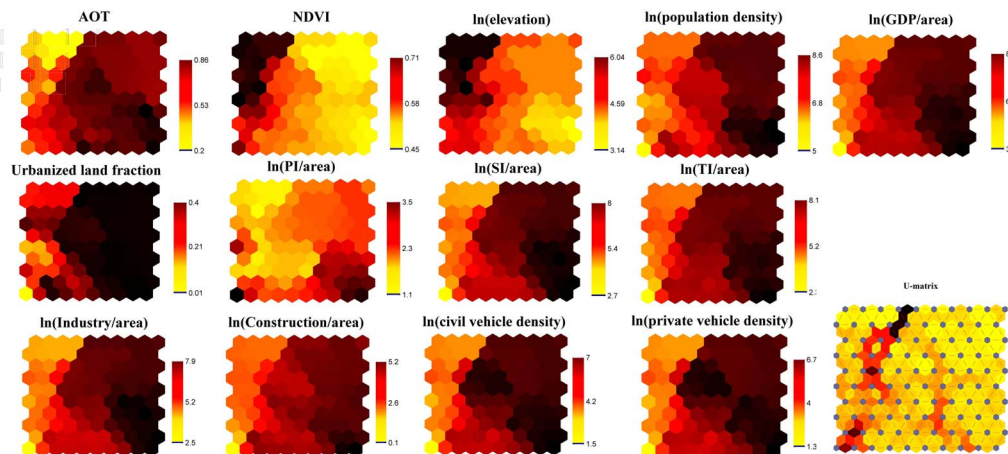 AOT
NDVI
ln(elevation)
ln(population density)
ln(GDP/area)
0.86
0.53
0.2
0.71
0.58
0.45
6.04
4.59
3.14
8.6
6.8
5
Urbanized land fraction
ln(PI/area)
ln(SI/area)
ln(TI/area)
0.4
0.21
0.01
3.5
2.3
1.1
8
5.4
2.7
8.1
5.2
U-matrix
ln(Industry/area)
ln(Construction/area)
ln(civil vehicle density)
ln(private vehicle density)
7.9
5.2
2.5
5.2
2.6
0.1
7
4.2
1.5
6.7
4
1.3